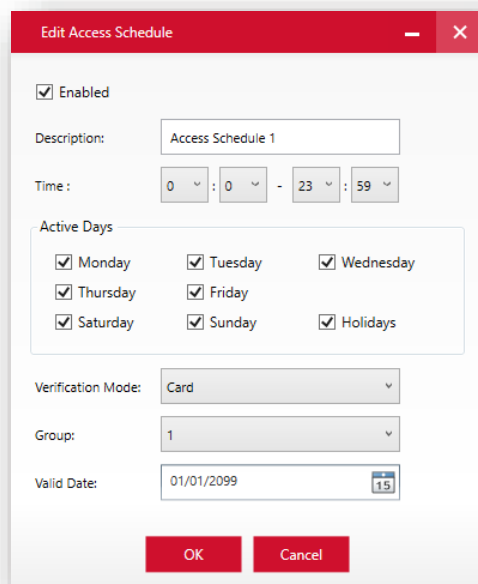 Edit Access Schedule
Enabled
Description: Access Schedule 1
Time : 0 : 0 - 23 : 59
Active Days
Monday Tuesday Wednesday
Thursday Friday
Saturday Sunday Holidays
Verification Mode: Card
Group: 1
Valid Date: 01/01/2099 15
OK Cancel